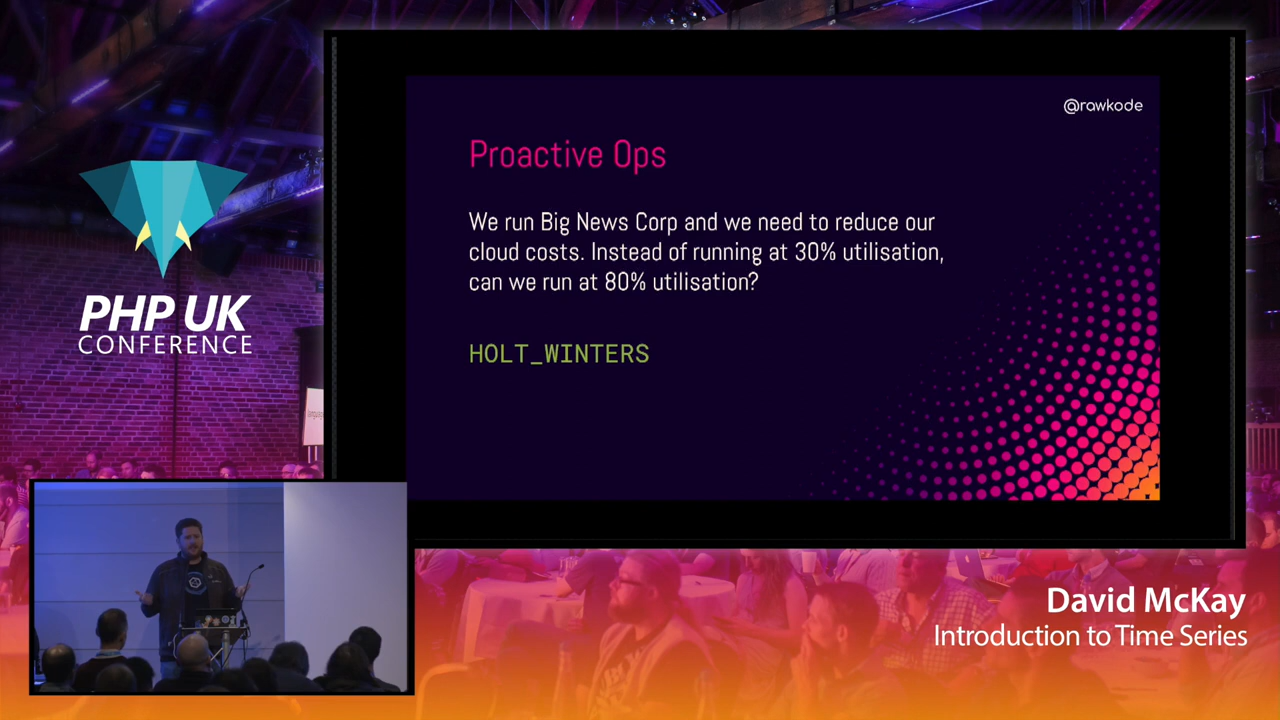 @rawkode
Proactive Ops
We run Big News Corp and we need to reduce our
cloud costs. Instead of running at 30% utilisation,
can we run at 80% utilisation?
HOLT_WINTERS
PHP UK
CONFERENCE
David McKay
Introduction to Time Series